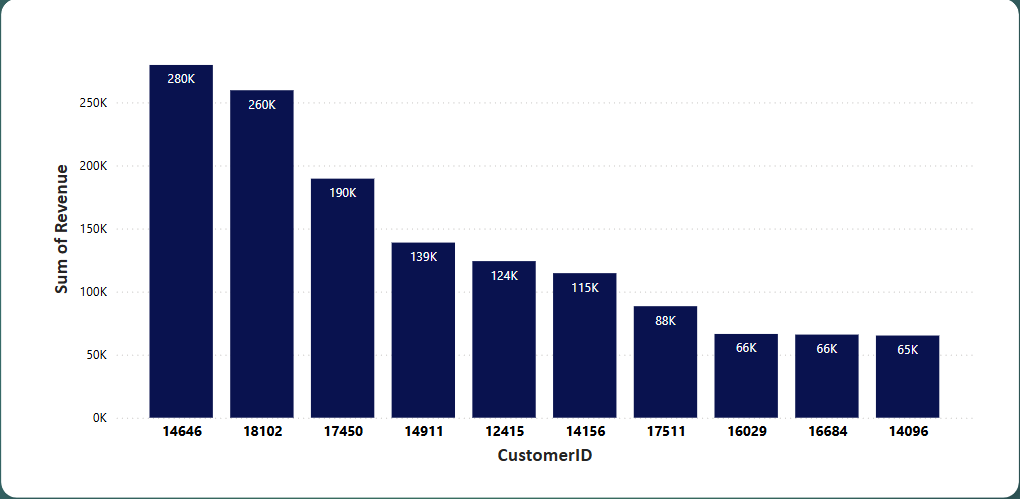 Sum of Revenue
250K
200K
150K
100K
50K
0K
280K
260K
190K
139K
124K
115K
88K
66K
66K
65K
14646 18102 17450 14911 12415 14156 17511 16029 16684 14096
CustomerID